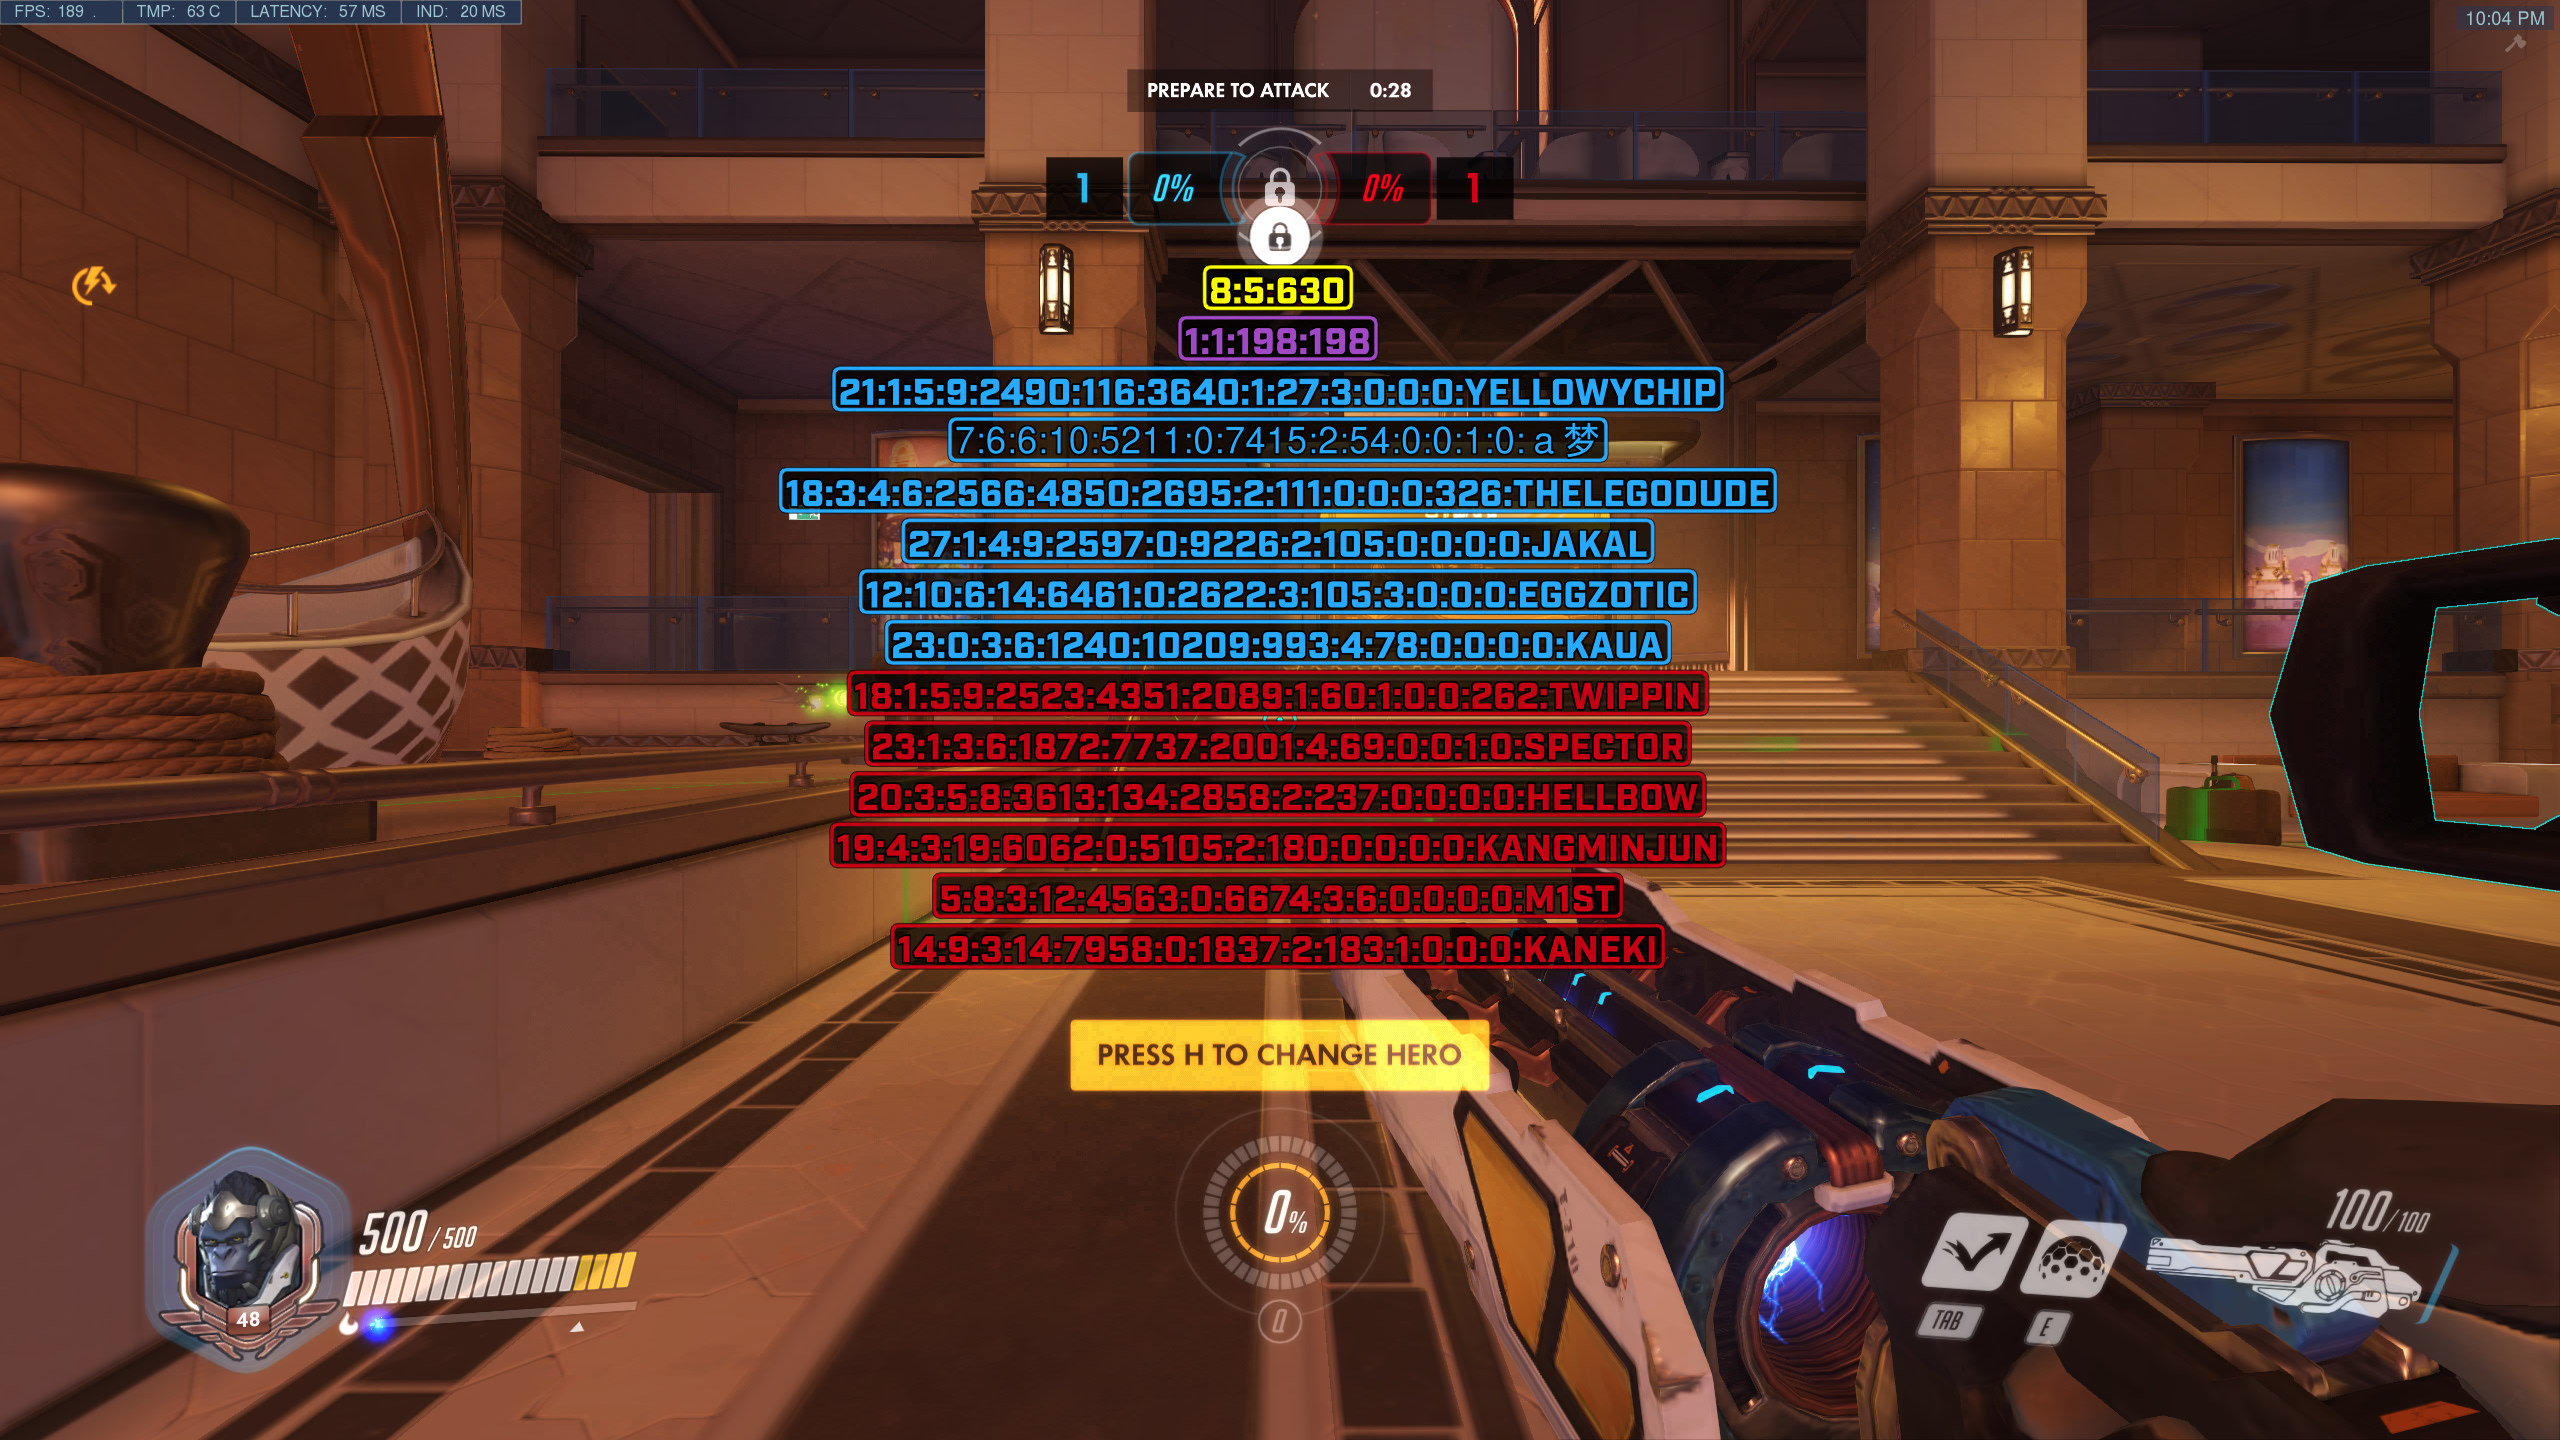 FPS: 189 . TMP: 63 C LATENCY: 57 MS IND: 20 MS
10:04 PM
PREPARE TO ATTACK 0:28
1 0% 0% 1
8:5:630
1:1:198:198
21:1:5:9:2490:116:3640:1:27:3:0:0:0:YELLOWYCHIP
7:6:6:10:5211:0:7415:2:54:0:0:1:0: a 梦
18:3:4:6:2566:4850:2695:2:111:0:0:0:326:THELEGODUDE
27:1:4:9:2597:0:9226:2:105:0:0:0:0:JAKAL
12:10:6:14:6461:0:2622:3:105:3:0:0:0:EGGZOTIC
23:0:3:6:1240:10209:993:4:78:0:0:0:0:KAUA
18:1:5:9:2523:4351:2089:1:60:1:0:0:262:TWIPPIN
23:1:3:6:1872:7737:2001:4:69:0:0:1:0:SPECTOR
20:3:5:8:3613:134:2858:2:237:0:0:0:0:HELLBOW
19:4:3:19:6062:0:5105:2:180:0:0:0:0:KANGMINJUN
5:8:3:12:4563:0:6674:3:6:0:0:0:0:M1ST
14:9:3:14:7958:0:1837:2:183:1:0:0:0:KANEKI
PRESS H TO CHANGE HERO
0%
Q
500/500
48
100/100
TAB E